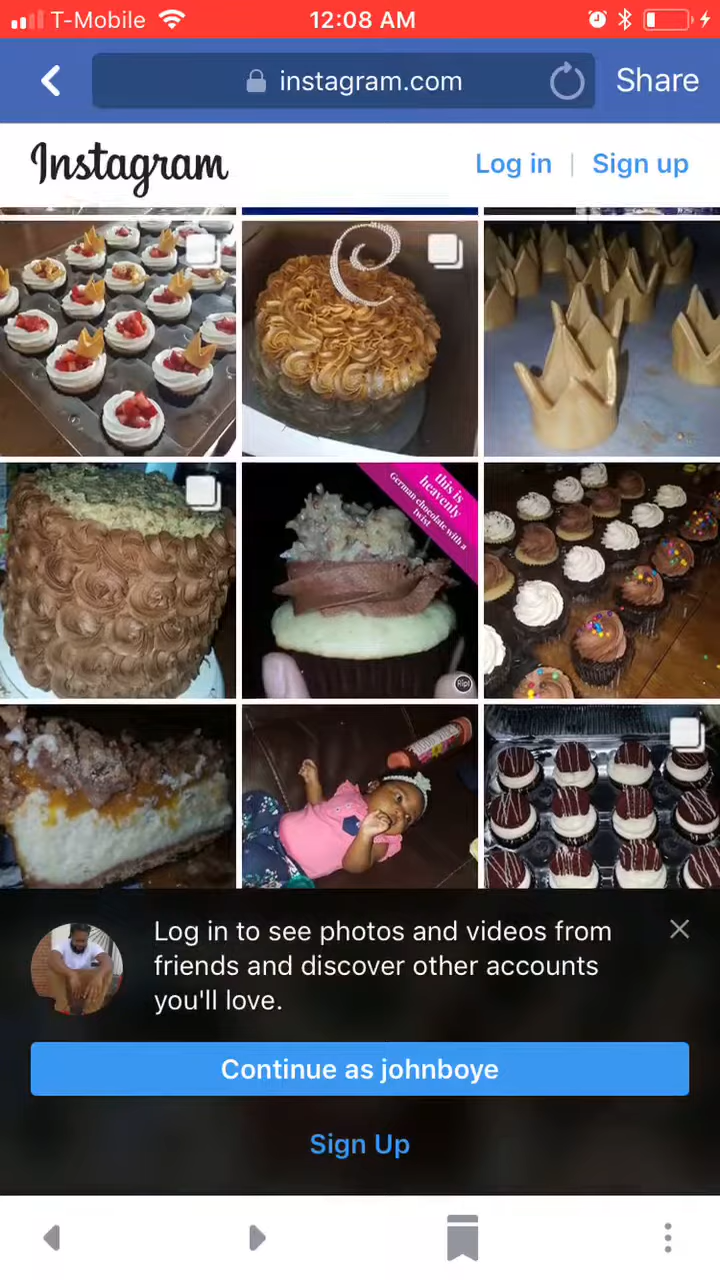 T-Mobile 12:08 AM
instagram.com Share
Instagram Log in | Sign up
this is
heavenly
German chocolate with a
twist
Ripl
Log in to see photos and videos from
friends and discover other accounts
you'll love.
Continue as johnboye
Sign Up